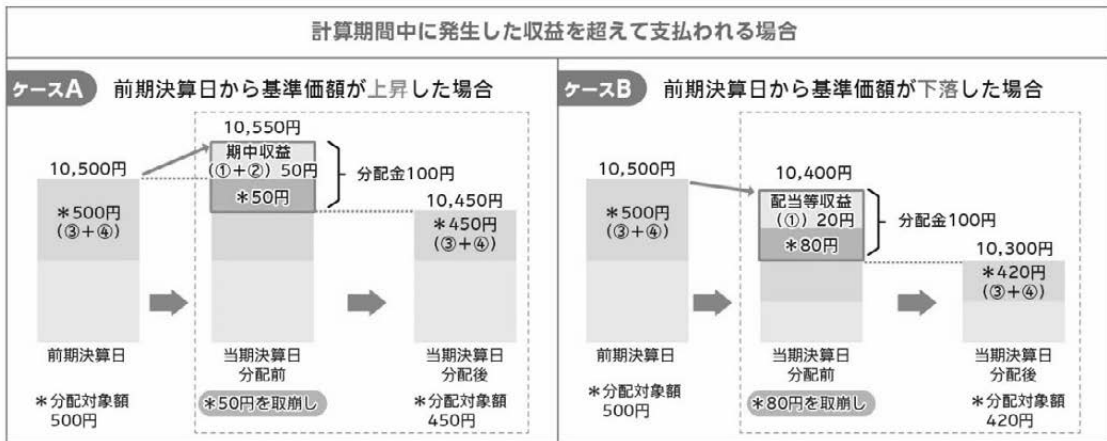 計算期間中に発生した収益を超えて支払われる場合
ケースA 前期決算日から基準価額が上昇した場合
10,550円
期中収益
(①+②) 50円
*50円
分配金100円
10,500円
*500円
(③+④)
10,450円
*450円
(③+④)
前期決算日
当期決算日
分配前
当期決算日
分配後
*分配対象額
500円
*50円を取崩し
*分配対象額
450円
ケースB 前期決算日から基準価額が下落した場合
10,500円
*500円
(③+④)
10,400円
配当等収益
(①) 20円
*80円
分配金100円
10,300円
*420円
(③+④)
前期決算日
当期決算日
分配前
当期決算日
分配後
*分配対象額
500円
*80円を取崩し
*分配対象額
420円